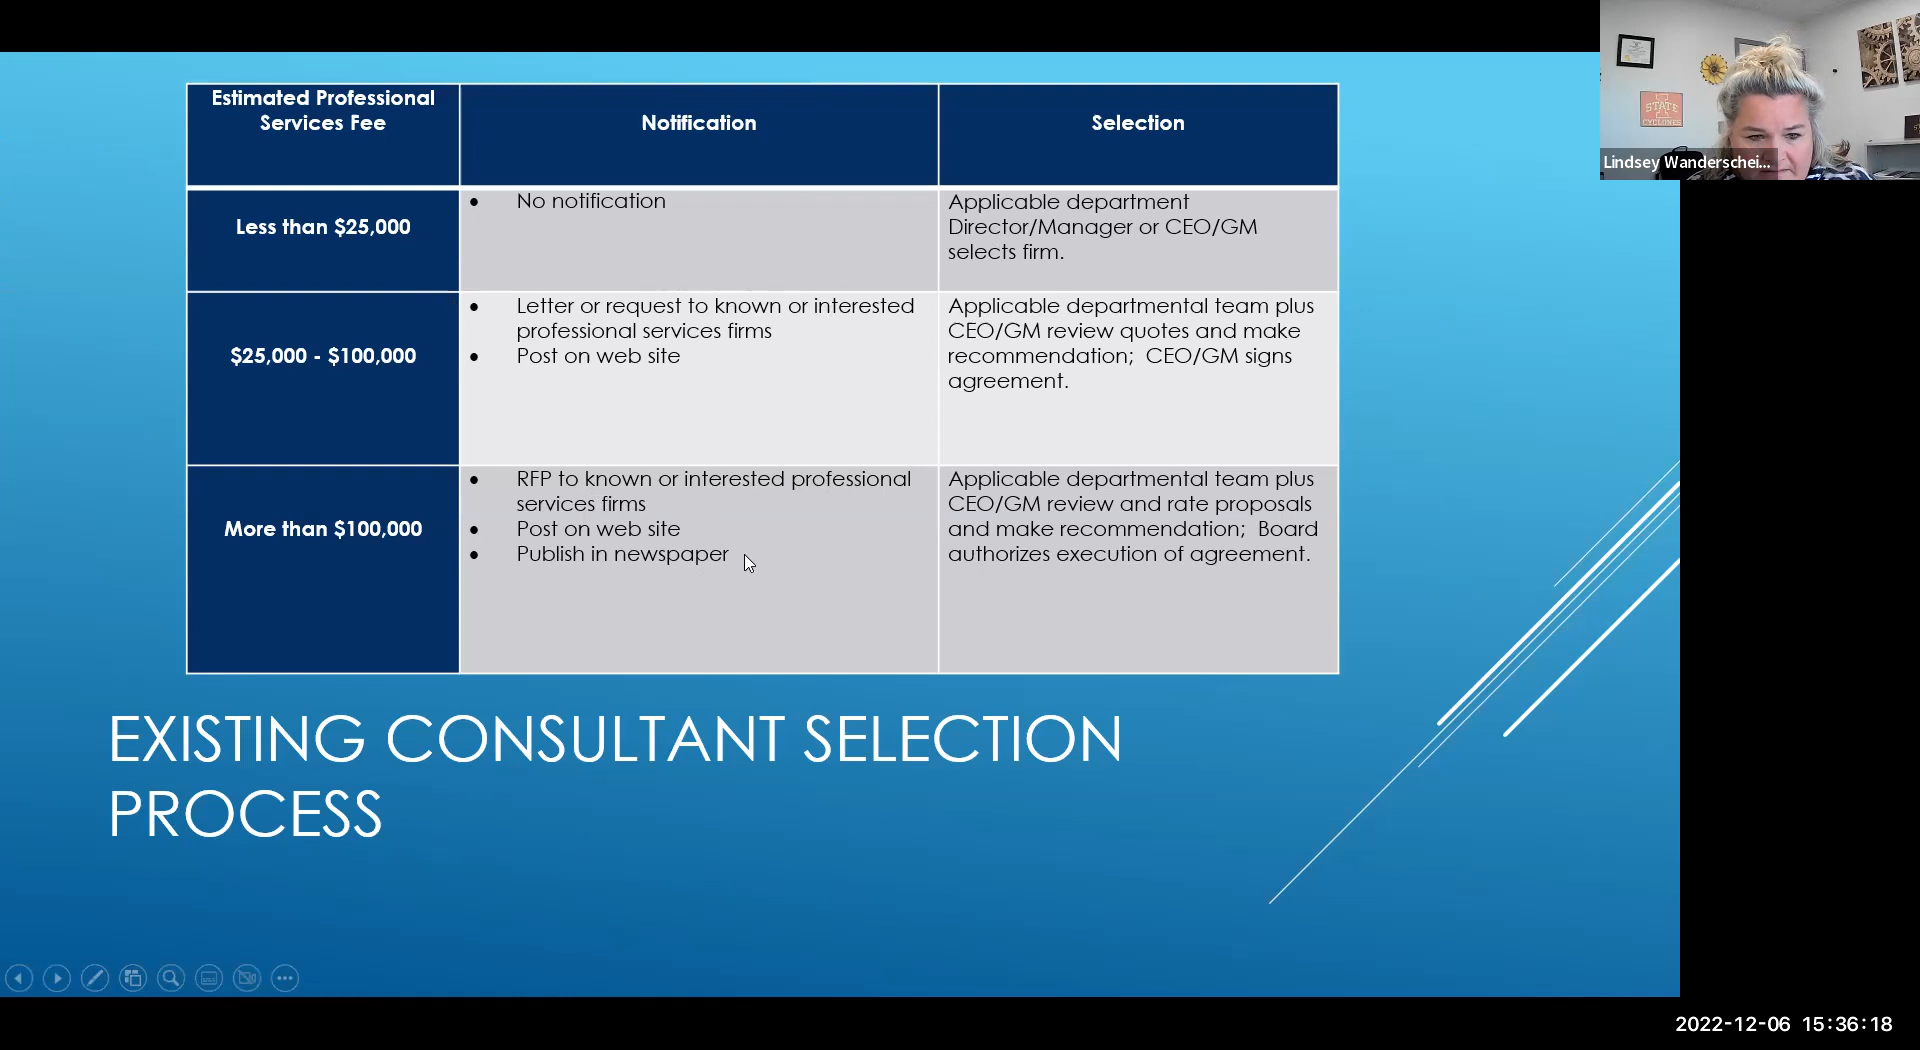 Estimated Professional
Services Fee
Notification
Selection
Less than $25,000
• No notification
Applicable department
Director/Manager or CEO/GM
selects firm.
$25,000 - $100,000
• Letter or request to known or interested
professional services firms
• Post on web site
Applicable departmental team plus
CEO/GM review quotes and make
recommendation; CEO/GM signs
agreement.
More than $100,000
• RFP to known or interested professional
services firms
• Post on web site
• Publish in newspaper
Applicable departmental team plus
CEO/GM review and rate proposals
and make recommendation; Board
authorizes execution of agreement.
EXISTING CONSULTANT SELECTION
PROCESS
STATE
CYCLONES
Lindsey Wanderschei...
2022-12-06 15:36:18